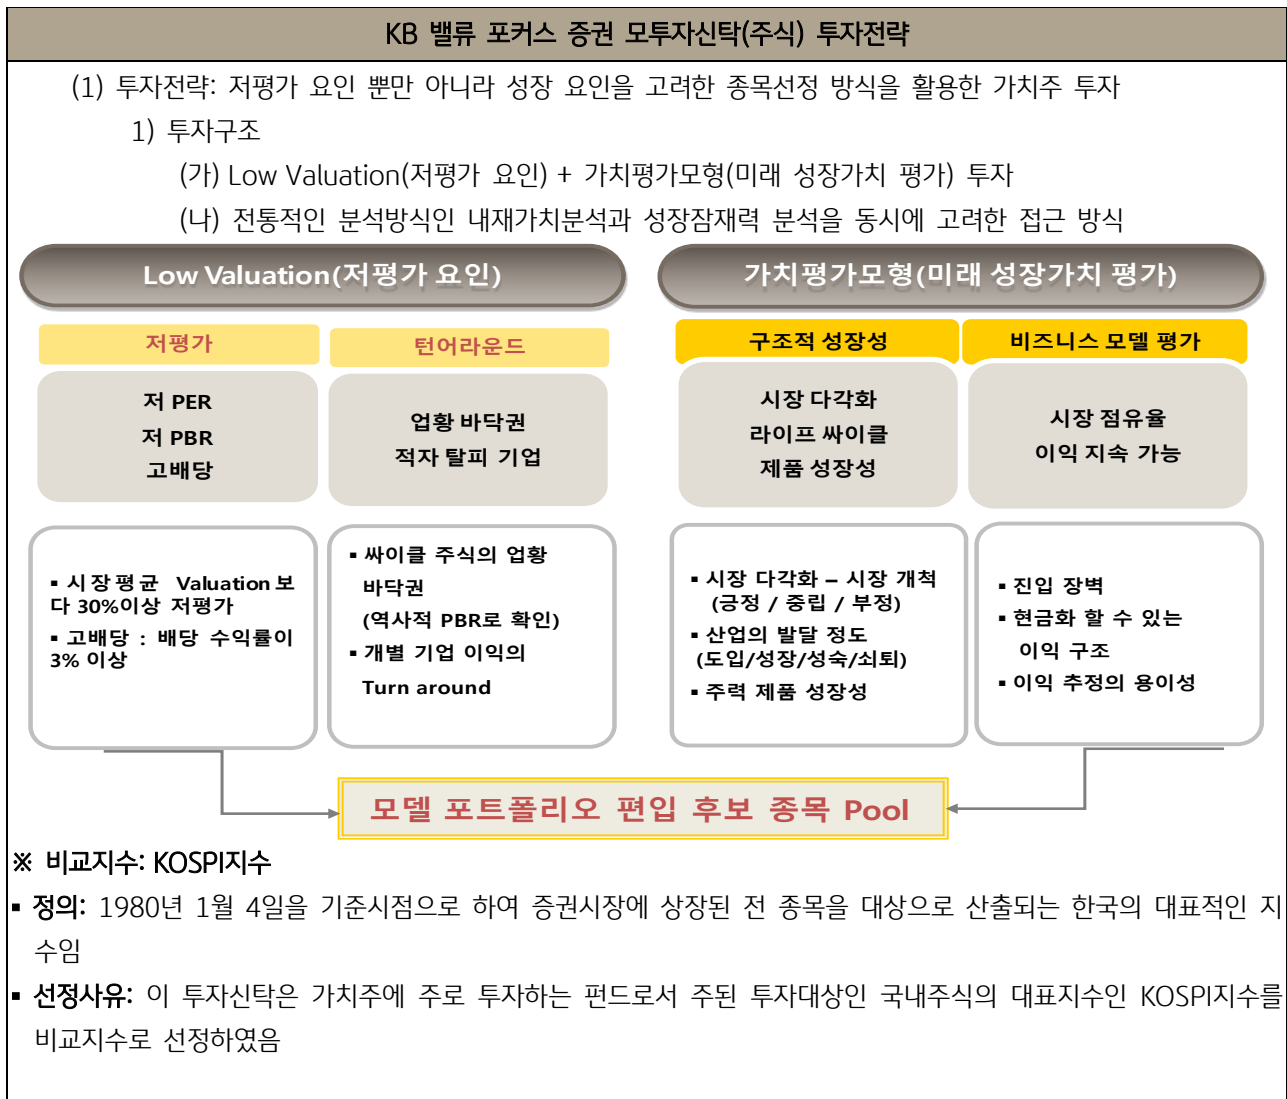 KB 밸류 포커스 증권 모투자신탁(주식) 투자전략
(1) 투자전략: 저평가 요인 뿐만 아니라 성장 요인을 고려한 종목선정 방식을 활용한 가치주 투자
1) 투자구조
(가) Low Valuation(저평가 요인) + 가치평가모형(미래 성장가치 평가) 투자
(나) 전통적인 분석방식인 내재가치분석과 성장잠재력 분석을 동시에 고려한 접근 방식
Low Valuation(저평가 요인)
저평가
턴어라운드
저 PER
저 PBR
고배당
업황 바닥권
적자 탈피 기업
▪ 시장평균 Valuation 보
다 30%이상 저평가
▪ 고배당 : 배당 수익률이
3% 이상
▪ 싸이클 주식의 업황
바닥권
(역사적 PBR로 확인)
▪ 개별 기업 이익의
Turn around
가치평가모형(미래 성장가치 평가)
구조적 성장성
비즈니스 모델 평가
시장 다각화
라이프 싸이클
제품 성장성
시장 점유율
이익 지속 가능
▪ 시장 다각화 – 시장 개척
(긍정 / 중립 / 부정)
▪ 산업의 발달 정도
(도입/성장/성숙/쇠퇴)
▪ 주력 제품 성장성
▪ 진입 장벽
▪ 현금화 할 수 있는
이익 구조
▪ 이익 추정의 용이성
모델 포트폴리오 편입 후보 종목 Pool
※ 비교지수: KOSPI지수
▪ 정의: 1980년 1월 4일을 기준시점으로 하여 증권시장에 상장된 전 종목을 대상으로 산출되는 한국의 대표적인 지
수임
▪ 선정사유: 이 투자신탁은 가치주에 주로 투자하는 펀드로서 주된 투자대상인 국내주식의 대표지수인 KOSPI지수를
비교지수로 선정하였음